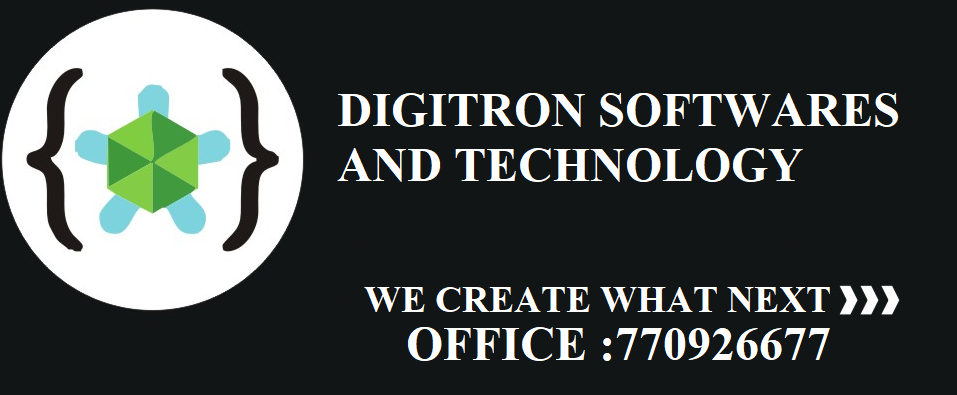 DIGITRON SOFTWARES
AND TECHNOLOGY
WE CREATE WHAT NEXT
OFFICE :770926677